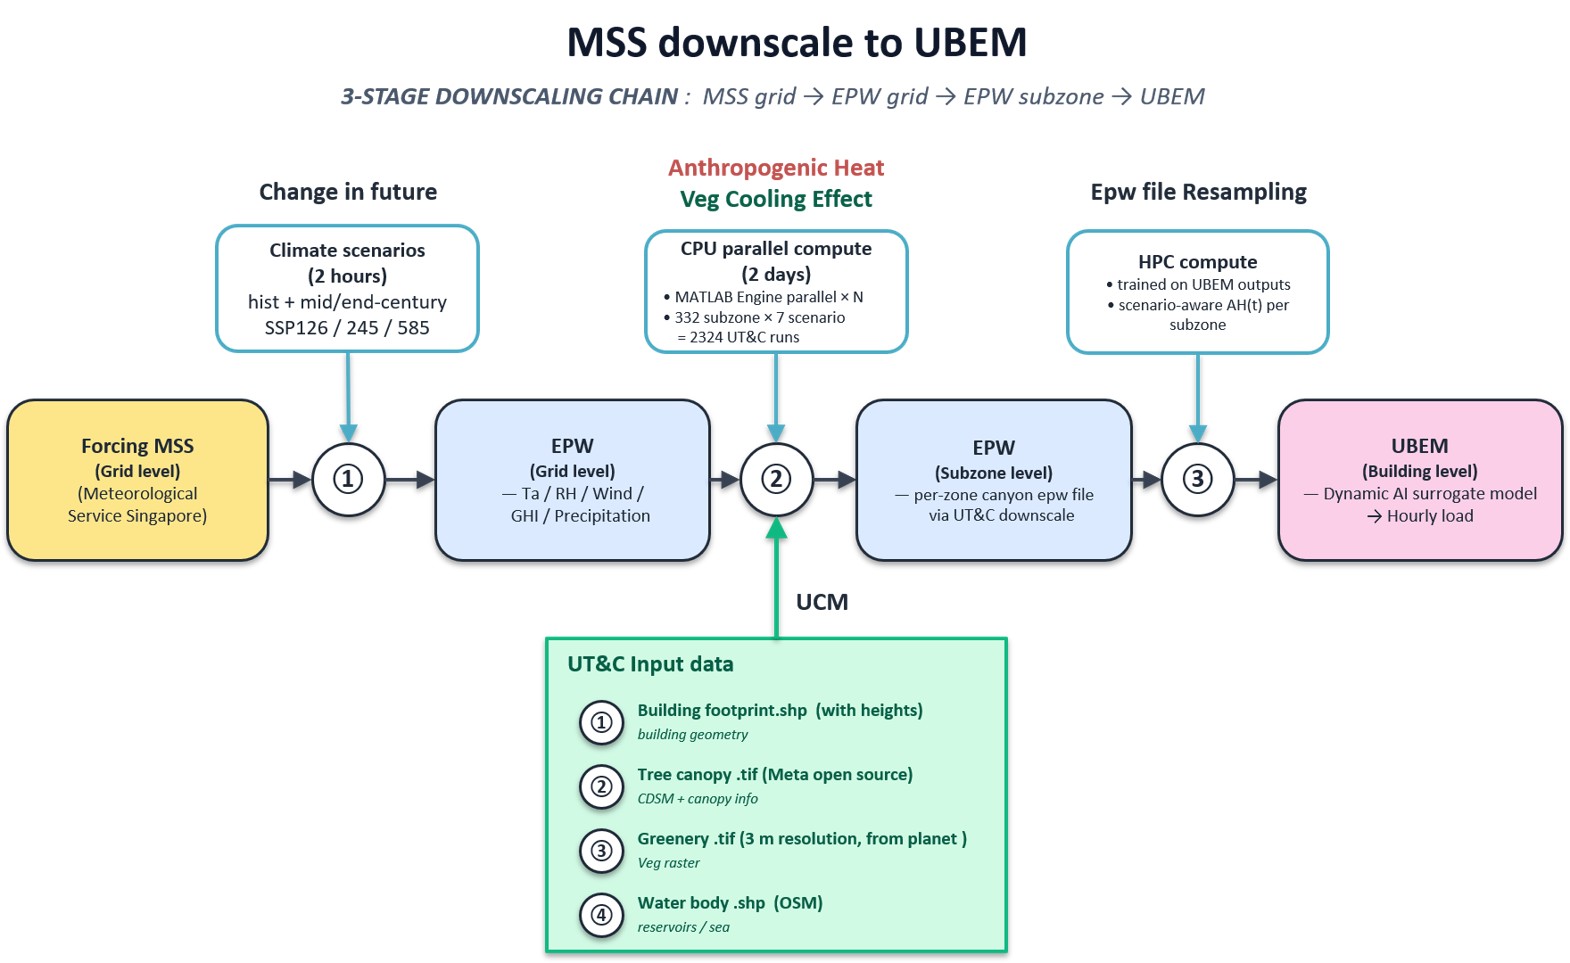 MSS downscale to UBEM
3-STAGE DOWNSCALING CHAIN : MSS grid → EPW grid → EPW subzone → UBEM
Change in future
Anthropogenic Heat
Veg Cooling Effect
Epw file Resampling
Climate scenarios
(2 hours)
hist + mid/end-century
SSP126 / 245 / 585
CPU parallel compute
(2 days)
• MATLAB Engine parallel × N
• 332 subzone × 7 scenario
= 2324 UT&C runs
HPC compute
• trained on UBEM outputs
• scenario-aware AH(t) per
subzone
Forcing MSS
(Grid level)
(Meteorological
Service Singapore)
①
EPW
(Grid level)
— Ta / RH / Wind /
GHI / Precipitation
②
EPW
(Subzone level)
— per-zone canyon epw file
via UT&C downscale
③
UBEM
(Building level)
— Dynamic AI surrogate model
→ Hourly load
UCM
UT&C Input data
①
Building footprint.shp (with heights)
building geometry
②
Tree canopy .tif (Meta open source)
CDSM + canopy info
③
Greenery .tif (3 m resolution, from planet )
Veg raster
④
Water body .shp (OSM)
reservoirs / sea